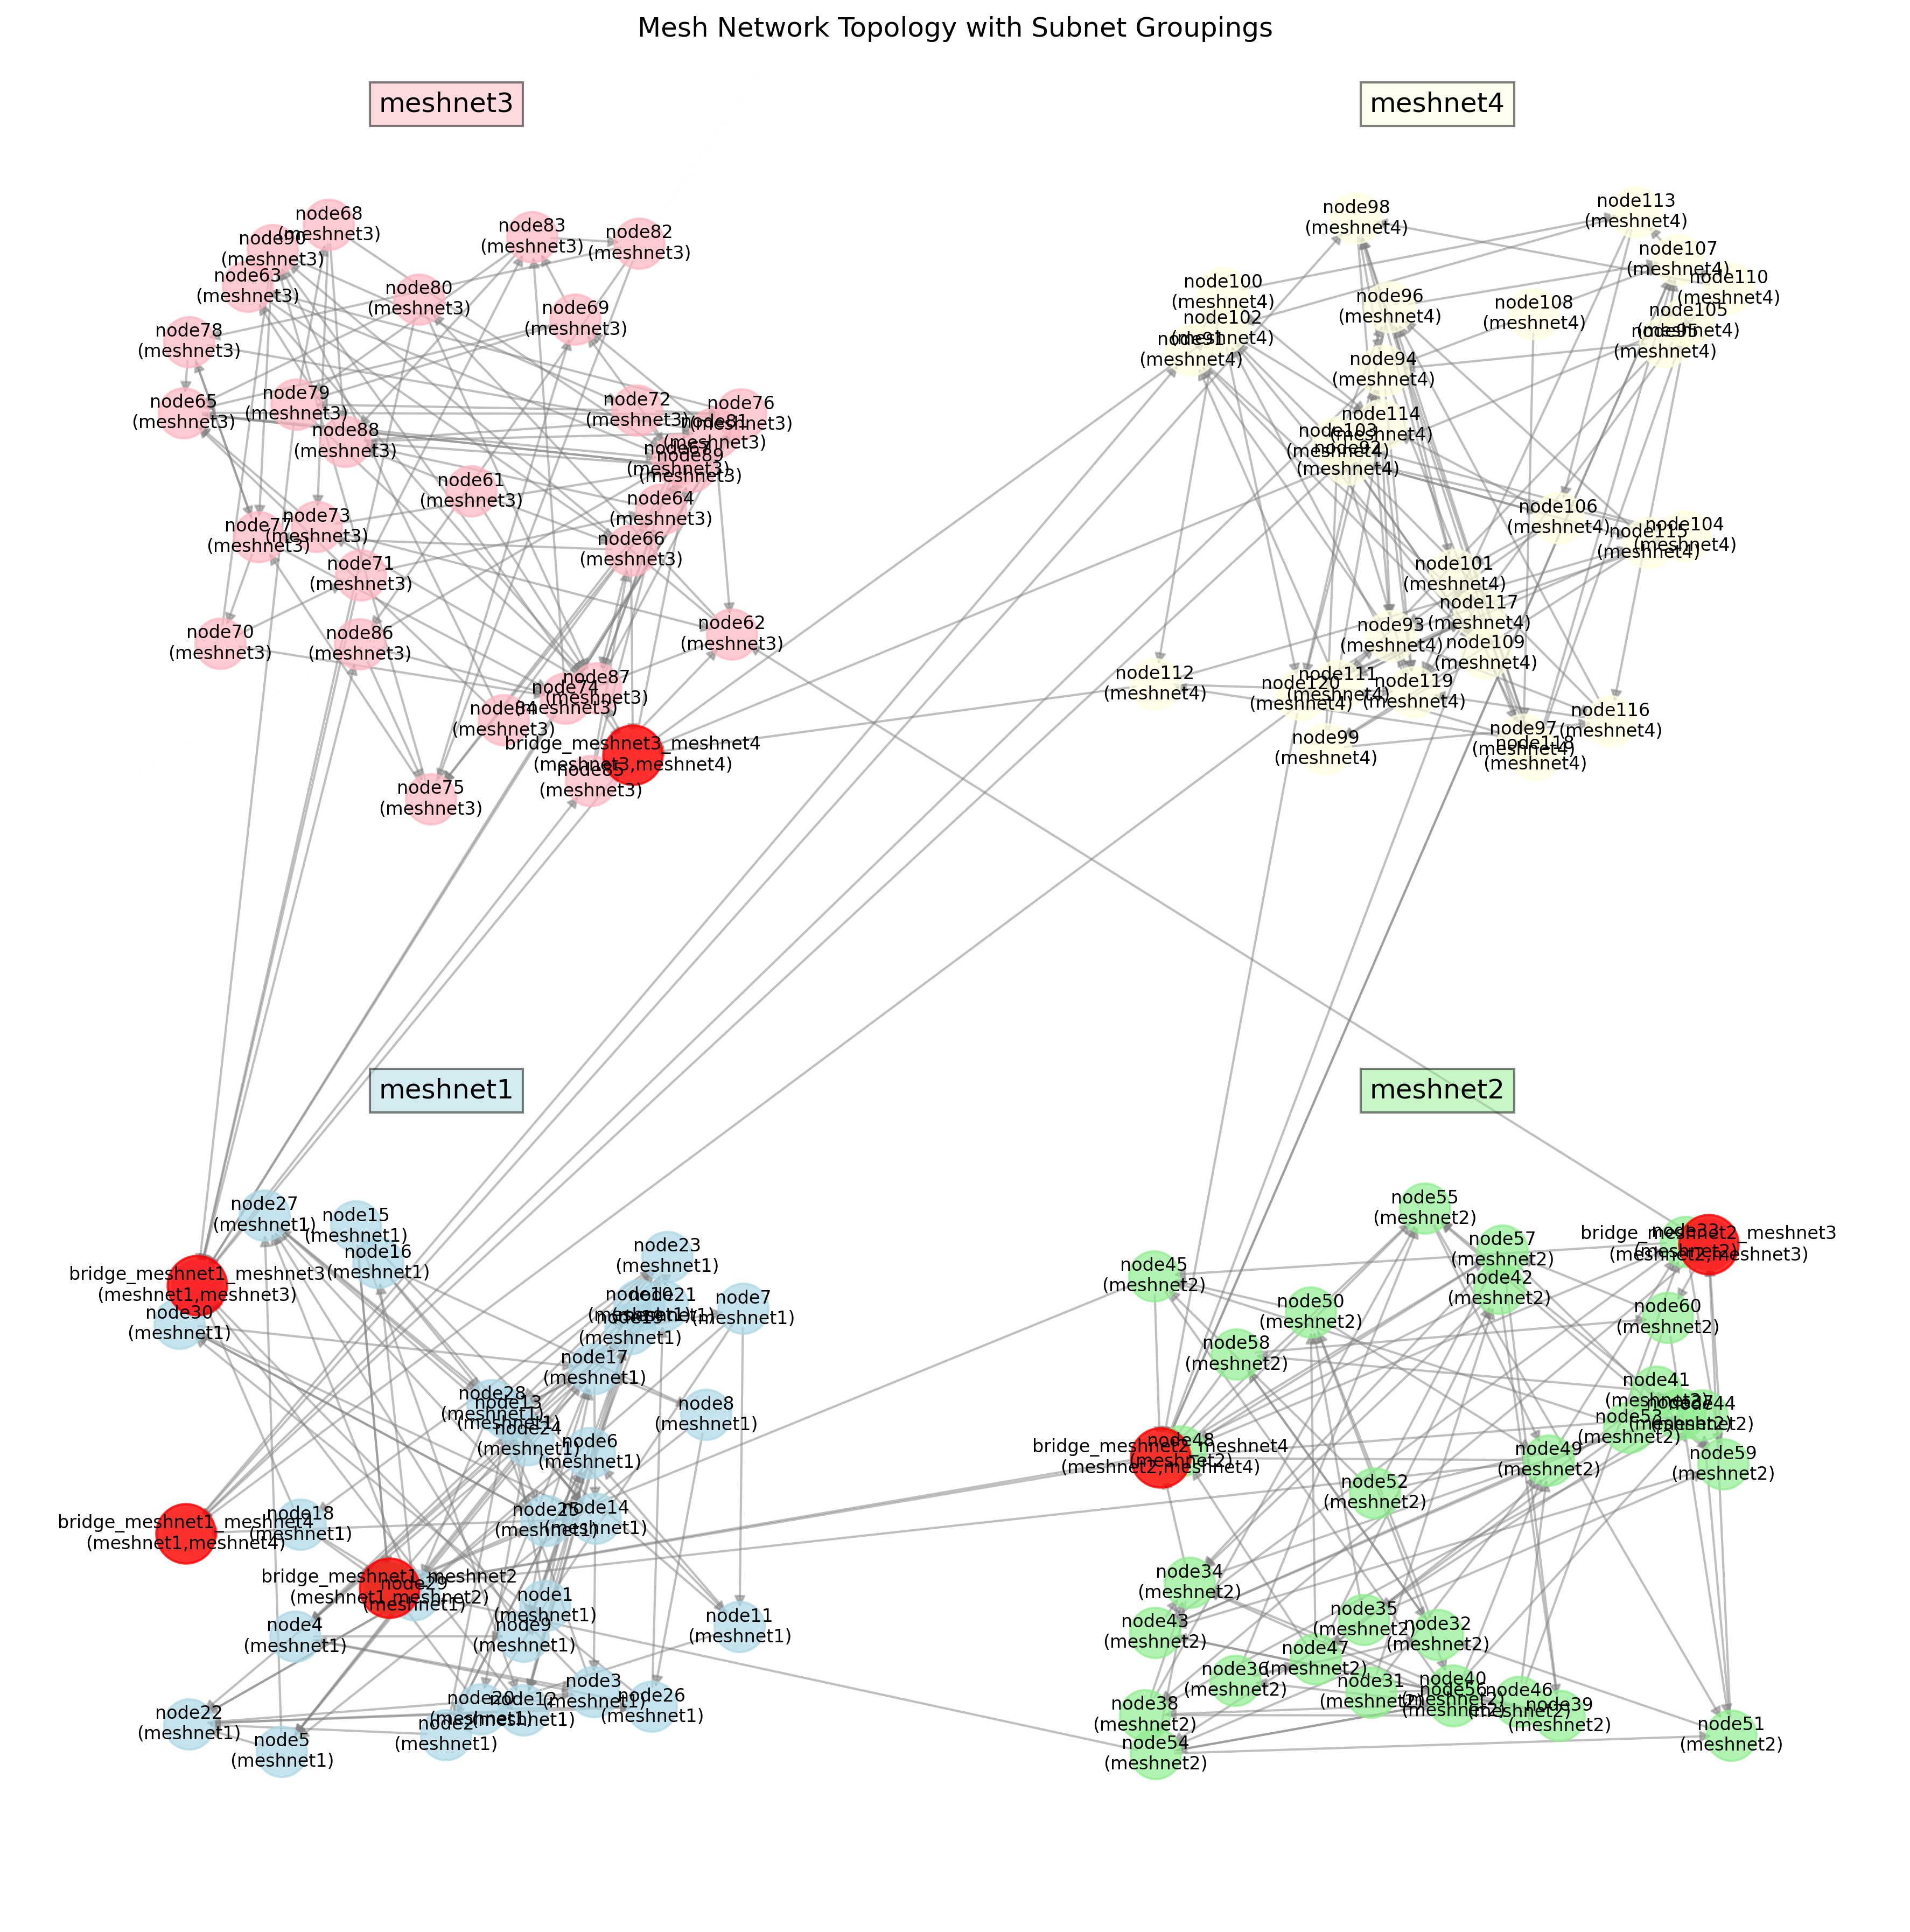 Mesh Network Topology with Subnet Groupings
meshnet3
meshnet4
node68
(meshnet3)
node90
(meshnet3)
node83
(meshnet3)
node82
(meshnet3)
node63
(meshnet3)
node80
(meshnet3)
node69
(meshnet3)
node78
(meshnet3)
node79
(meshnet3)
node65
(meshnet3)
node72
(meshnet3)
node76
(meshnet3)
node81
(meshnet3)
node88
(meshnet3)
node67
(meshnet3)
node89
(meshnet3)
node61
(meshnet3)
node64
(meshnet3)
node73
(meshnet3)
node77
(meshnet3)
node66
(meshnet3)
node71
(meshnet3)
node62
(meshnet3)
node70
(meshnet3)
node86
(meshnet3)
node87
(meshnet3)
node74
(meshnet3)
node84
(meshnet3)
bridge_meshnet3_meshnet4
(meshnet3,meshnet4)
node85
(meshnet3)
node75
(meshnet3)
node98
(meshnet4)
node113
(meshnet4)
node107
(meshnet4)
node110
(meshnet4)
node100
(meshnet4)
node96
(meshnet4)
node108
(meshnet4)
node105
(meshnet4)
node102
(meshnet4)
node95
(meshnet4)
node91
(meshnet4)
node94
(meshnet4)
node114
(meshnet4)
node103
(meshnet4)
node92
(meshnet4)
node106
(meshnet4)
node104
(meshnet4)
node115
(meshnet4)
node101
(meshnet4)
node117
(meshnet4)
node93
(meshnet4)
node109
(meshnet4)
node112
(meshnet4)
node111
(meshnet4)
node120
(meshnet4)
node119
(meshnet4)
node116
(meshnet4)
node97
(meshnet4)
node99
(meshnet4)
node118
(meshnet4)
meshnet1
meshnet2
node27
(meshnet1)
node15
(meshnet1)
node16
(meshnet1)
node23
(meshnet1)
bridge_meshnet1_meshnet3
(meshnet1,meshnet3)
node30
(meshnet1)
node10
(meshnet1)
node21
(meshnet1)
node7
(meshnet1)
node19
(meshnet1)
node17
(meshnet1)
node28
(meshnet1)
node13
(meshnet1)
node8
(meshnet1)
node24
(meshnet1)
node6
(meshnet1)
node18
(meshnet1)
bridge_meshnet1_meshnet4
(meshnet1,meshnet4)
node25
(meshnet1)
node14
(meshnet1)
bridge_meshnet1_meshnet2
(meshnet1,meshnet2)
node29
(meshnet1)
node1
(meshnet1)
node4
(meshnet1)
node9
(meshnet1)
node11
(meshnet1)
node3
(meshnet1)
node22
(meshnet1)
node20
(meshnet1)
node12
(meshnet1)
node26
(meshnet1)
node2
(meshnet1)
node5
(meshnet1)
node55
(meshnet2)
bridge_meshnet2_meshnet3
(meshnet2,meshnet3)
node33
(meshnet2)
node57
(meshnet2)
node45
(meshnet2)
node42
(meshnet2)
node50
(meshnet2)
node60
(meshnet2)
node58
(meshnet2)
node41
(meshnet2)
node44
(meshnet2)
node53
(meshnet2)
bridge_meshnet2_meshnet4
(meshnet2,meshnet4)
node48
(meshnet2)
node49
(meshnet2)
node59
(meshnet2)
node52
(meshnet2)
node34
(meshnet2)
node43
(meshnet2)
node35
(meshnet2)
node32
(meshnet2)
node47
(meshnet2)
node36
(meshnet2)
node31
(meshnet2)
node40
(meshnet2)
node56
(meshnet2)
node46
(meshnet2)
node39
(meshnet2)
node38
(meshnet2)
node51
(meshnet2)
node54
(meshnet2)